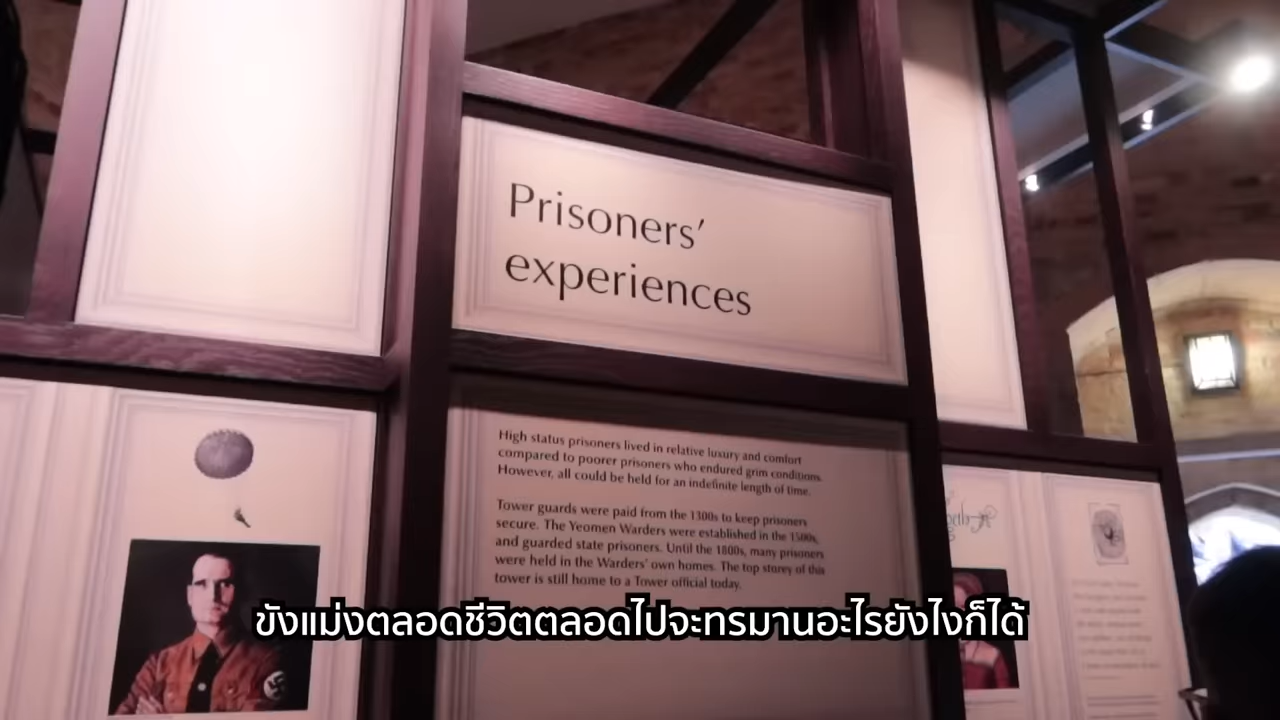 Prisoners'
experiences
High status prisoners lived in relative luxury and comfort
compared to poorer prisoners who endured grim conditions.
However, all could be held for an indefinite length of time.
Tower guards were paid from the 1300s to keep prisoners
secure. The Yeomen Warders were established in the 1500s,
and guarded state prisoners. Until the 1800s, many prisoners
were held in the Warders' own homes. The top storey of this
tower is still home to a Tower official today.
ขังแม่งตลอดชีวิตตลอดไปจะทรมานอะไรยังไงก็ได้